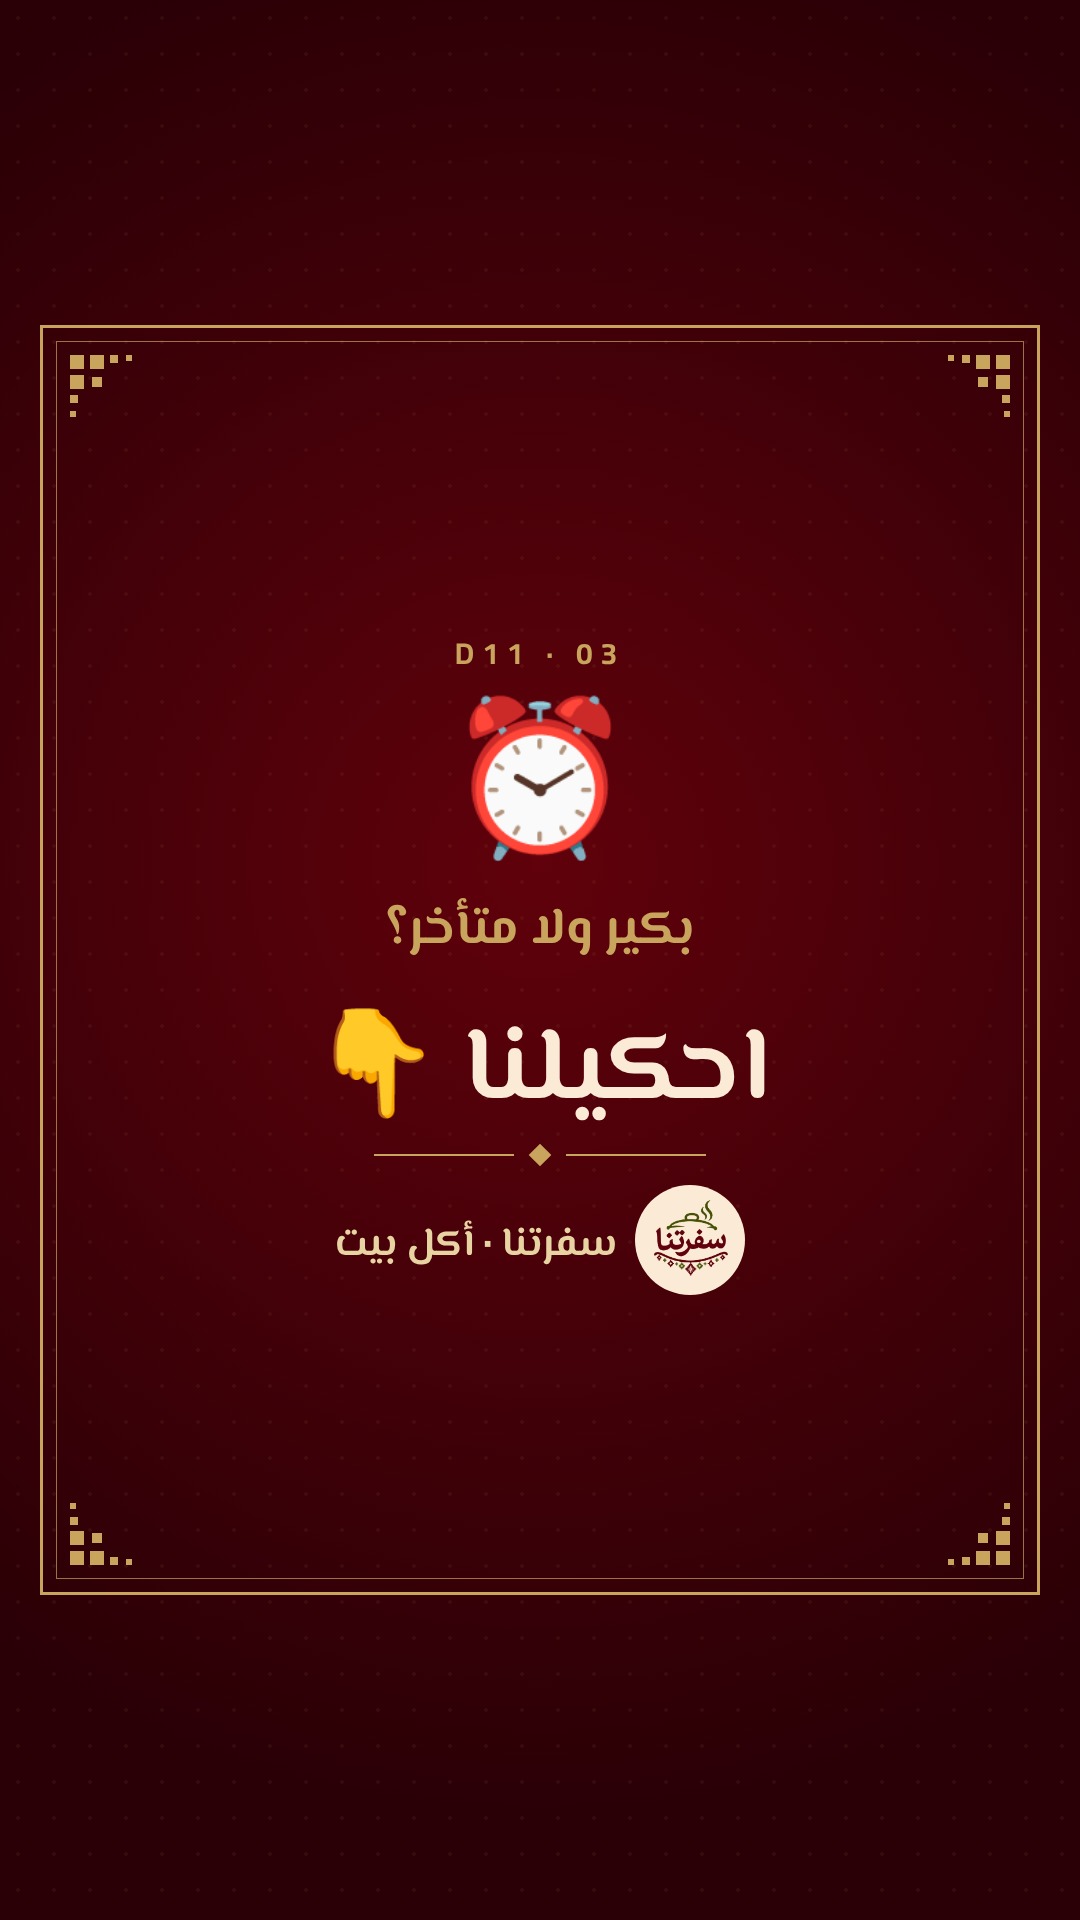 D11 · 03
بكير ولا متأخر؟
احكيلنا 👇
سفرتنا
سفرتنا · أكل بيت